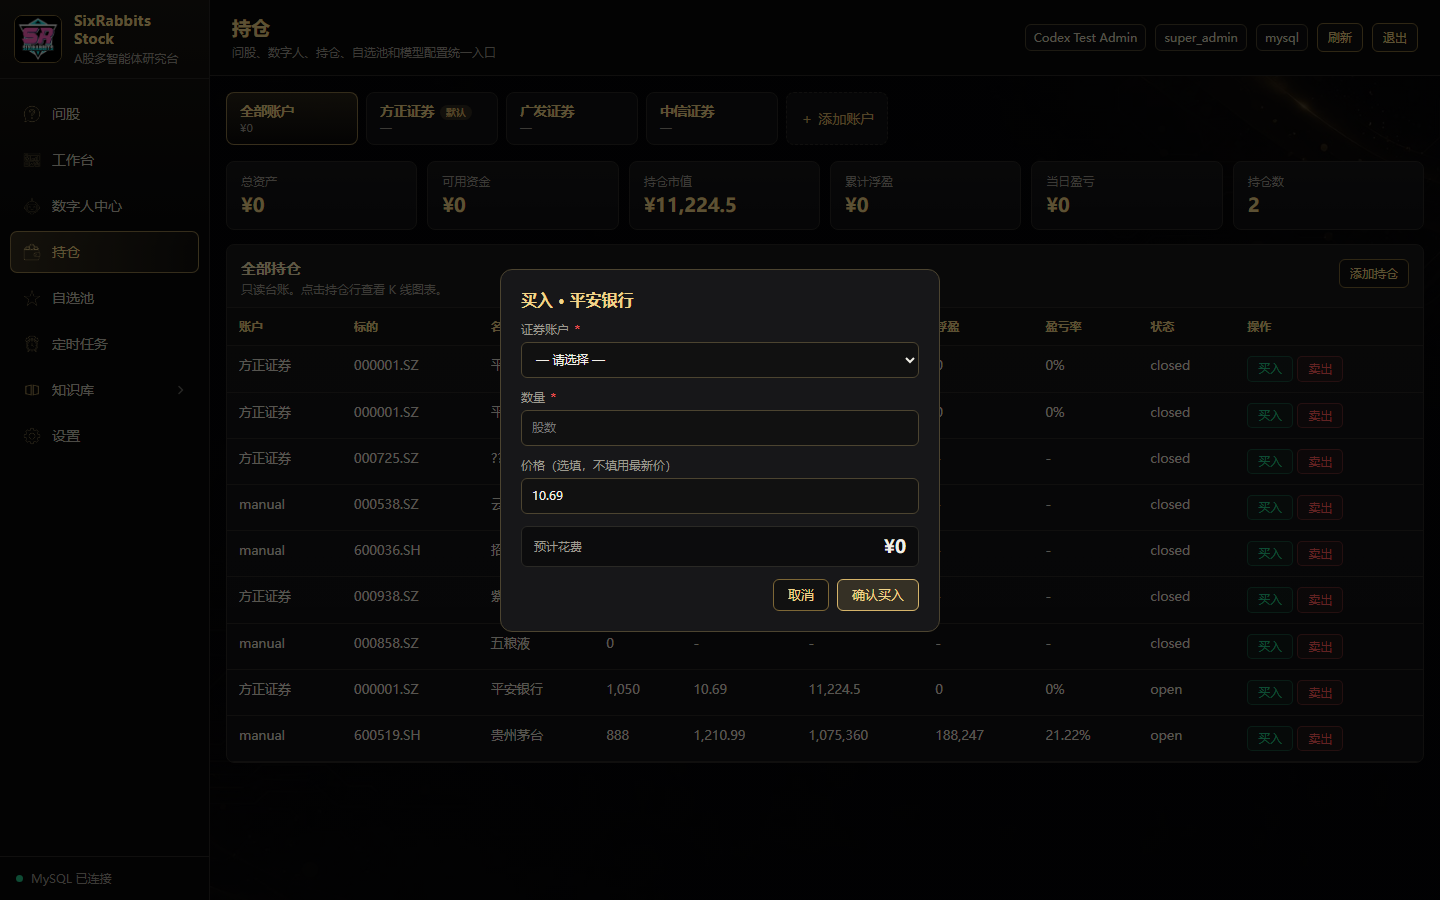 SixRabbits
Stock
A股多智能体研究台
问股
工作台
数字人中心
持仓
自选池
定时任务
知识库
设置
MySQL 已连接
持仓
问股、数字人、持仓、自选池和模型配置统一入口
Codex Test Admin
super_admin
mysql
刷新
退出
全部账户
¥0
方正证券 默认
—
广发证券
—
中信证券
—
+ 添加账户
总资产
¥0
可用资金
¥0
持仓市值
¥11,224.5
累计浮盈
¥0
当日盈亏
¥0
持仓数
2
全部持仓
只读台账。点击持仓行查看 K 线图表。
添加持仓
账户 标的 浮盈 盈亏率 状态 操作
方正证券 000001.SZ 0% closed 买入 卖出
方正证券 000001.SZ 0% closed 买入 卖出
方正证券 000725.SZ - closed 买入 卖出
manual 000538.SZ - closed 买入 卖出
manual 600036.SH - closed 买入 卖出
方正证券 000938.SZ - closed 买入 卖出
manual 000858.SZ 五粮液 0 - - - - closed 买入 卖出
方正证券 000001.SZ 平安银行 1,050 10.69 11,224.5 0 0% open 买入 卖出
manual 600519.SH 贵州茅台 888 1,210.99 1,075,360 188,247 21.22% open 买入 卖出
买入 • 平安银行
证券账户 *
— 请选择 —
数量 *
股数
价格（选填，不填用最新价）
10.69
预计花费
¥0
取消
确认买入